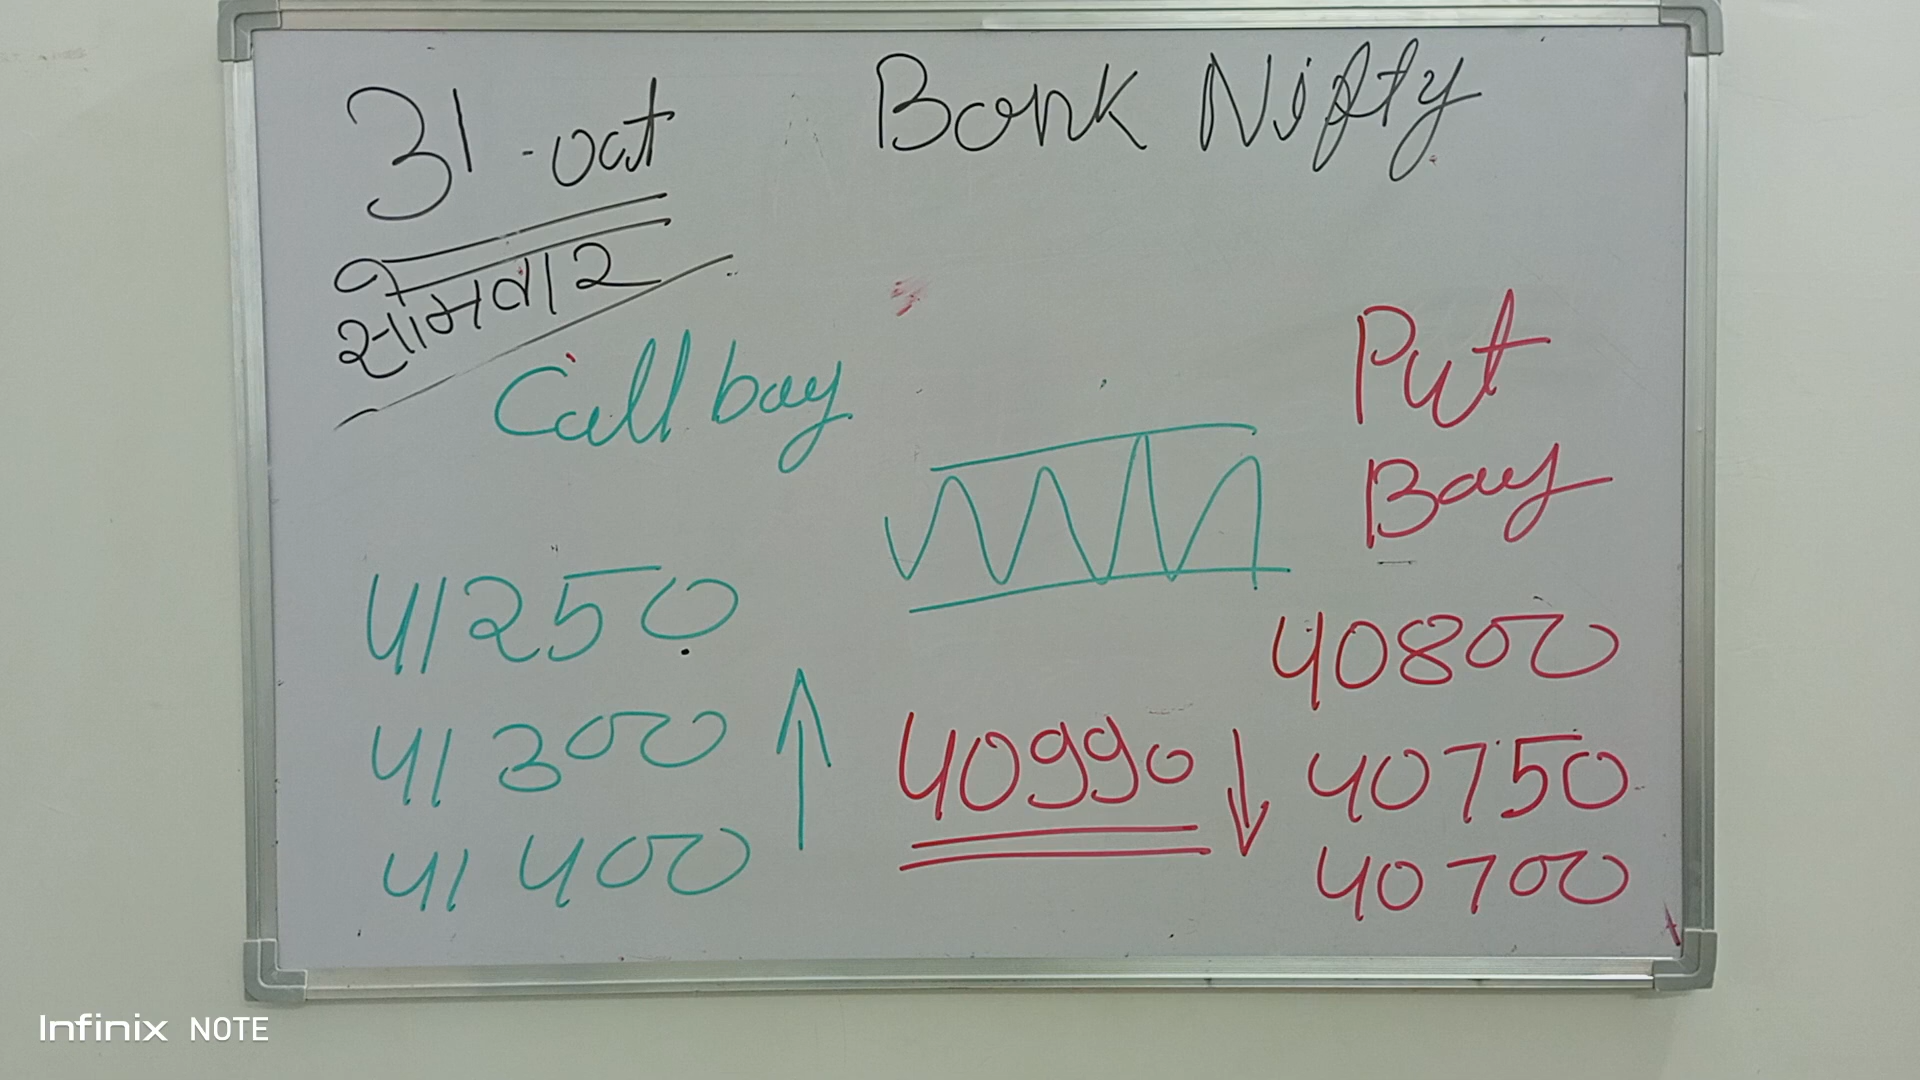 31 - oct
Bank Nifty
सोमवार
Call bay
Put
Bay
41250
41300
41400
40990
40800
40750
40700
Infinix NOTE